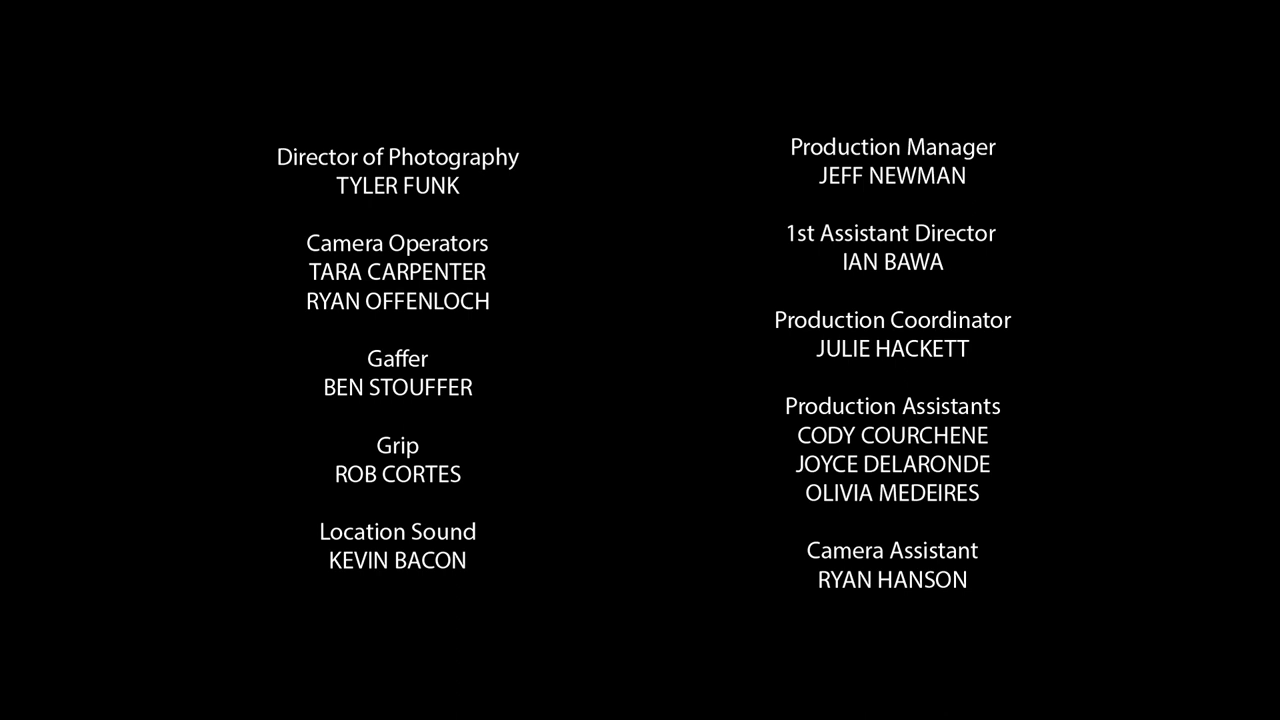 Director of Photography
TYLER FUNK
Camera Operators
TARA CARPENTER
RYAN OFFENLOCH
Gaffer
BEN STOUFFER
Grip
ROB CORTES
Location Sound
KEVIN BACON
Production Manager
JEFF NEWMAN
1st Assistant Director
IAN BAWA
Production Coordinator
JULIE HACKETT
Production Assistants
CODY COURCHENE
JOYCE DELARONDE
OLIVIA MEDEIRES
Camera Assistant
RYAN HANSON